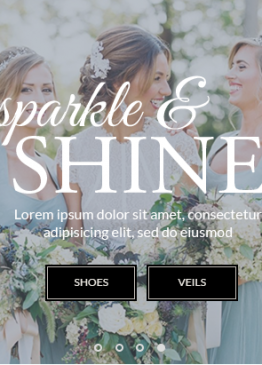 sparkle &
SHINE
Lorem ipsum dolor sit amet, consectetur
adipisicing elit, sed do eiusmod
SHOES VEILS